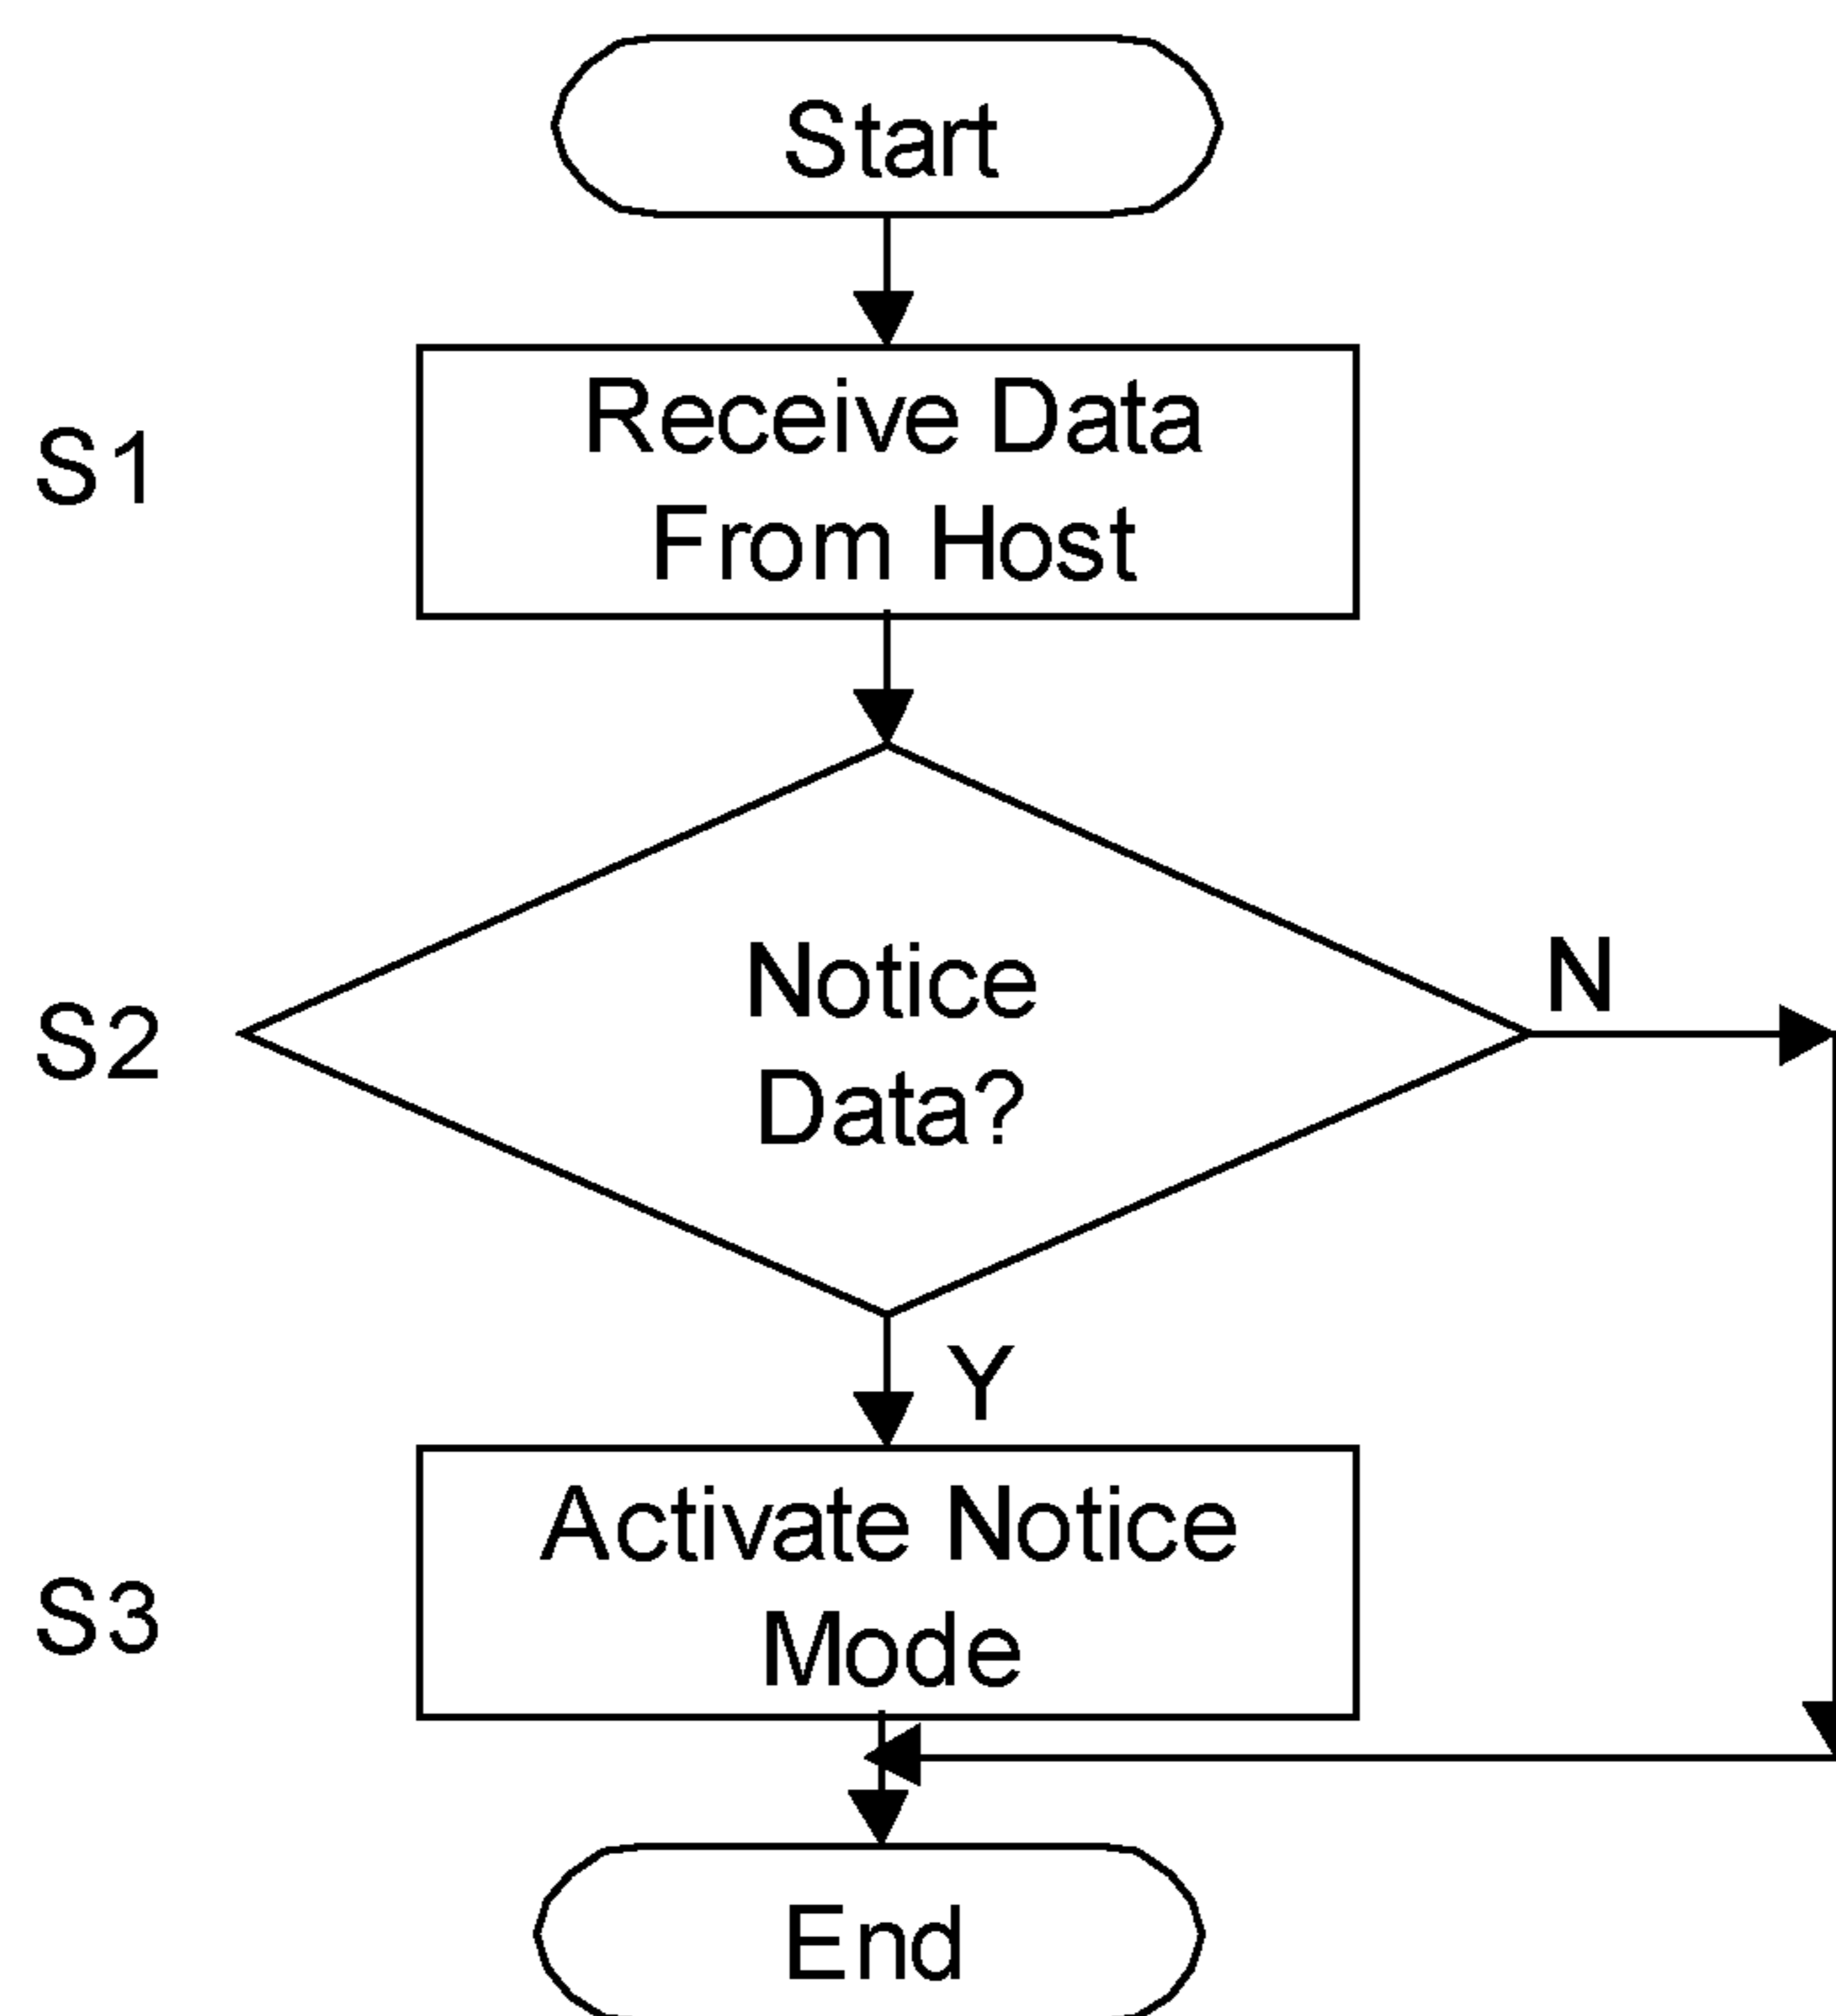 Start
S1
Receive Data
From Host
S2
Notice
Data?
N
Y
S3
Activate Notice
Mode
End